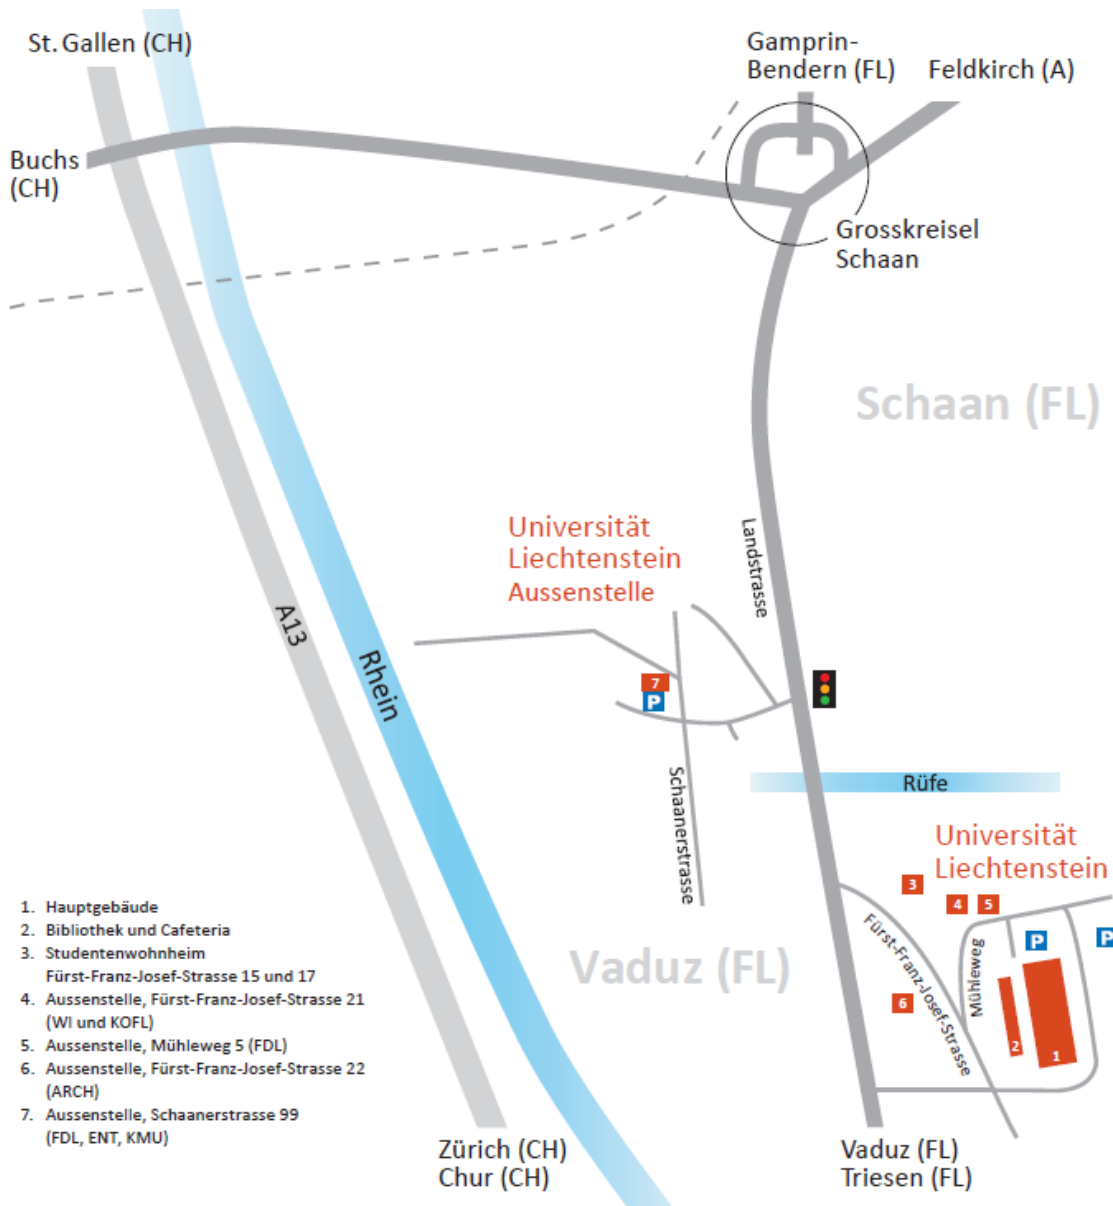 St. Gallen (CH)
Gamprin-
Bendern (FL)
Feldkirch (A)
Buchs
(CH)
Grosskreisel
Schaan
Schaan (FL)
Universität
Liechtenstein
Aussenstelle
Landstrasse
A13
Rhein
7
P
Schaanerstrasse
Rüfe
Universität
Liechtenstein
3
4
5
P
P
Fürst-Franz-Josef-Strasse
Mühleweg
6
2
1
Vaduz (FL)
1. Hauptgebäude
2. Bibliothek und Cafeteria
3. Studentenwohnheim
Fürst-Franz-Josef-Strasse 15 und 17
4. Aussenstelle, Fürst-Franz-Josef-Strasse 21
(WI und KOFL)
5. Aussenstelle, Mühleweg 5 (FDL)
6. Aussenstelle, Fürst-Franz-Josef-Strasse 22
(ARCH)
7. Aussenstelle, Schaanerstrasse 99
(FDL, ENT, KMU)
Zürich (CH)
Chur (CH)
Vaduz (FL)
Triesen (FL)